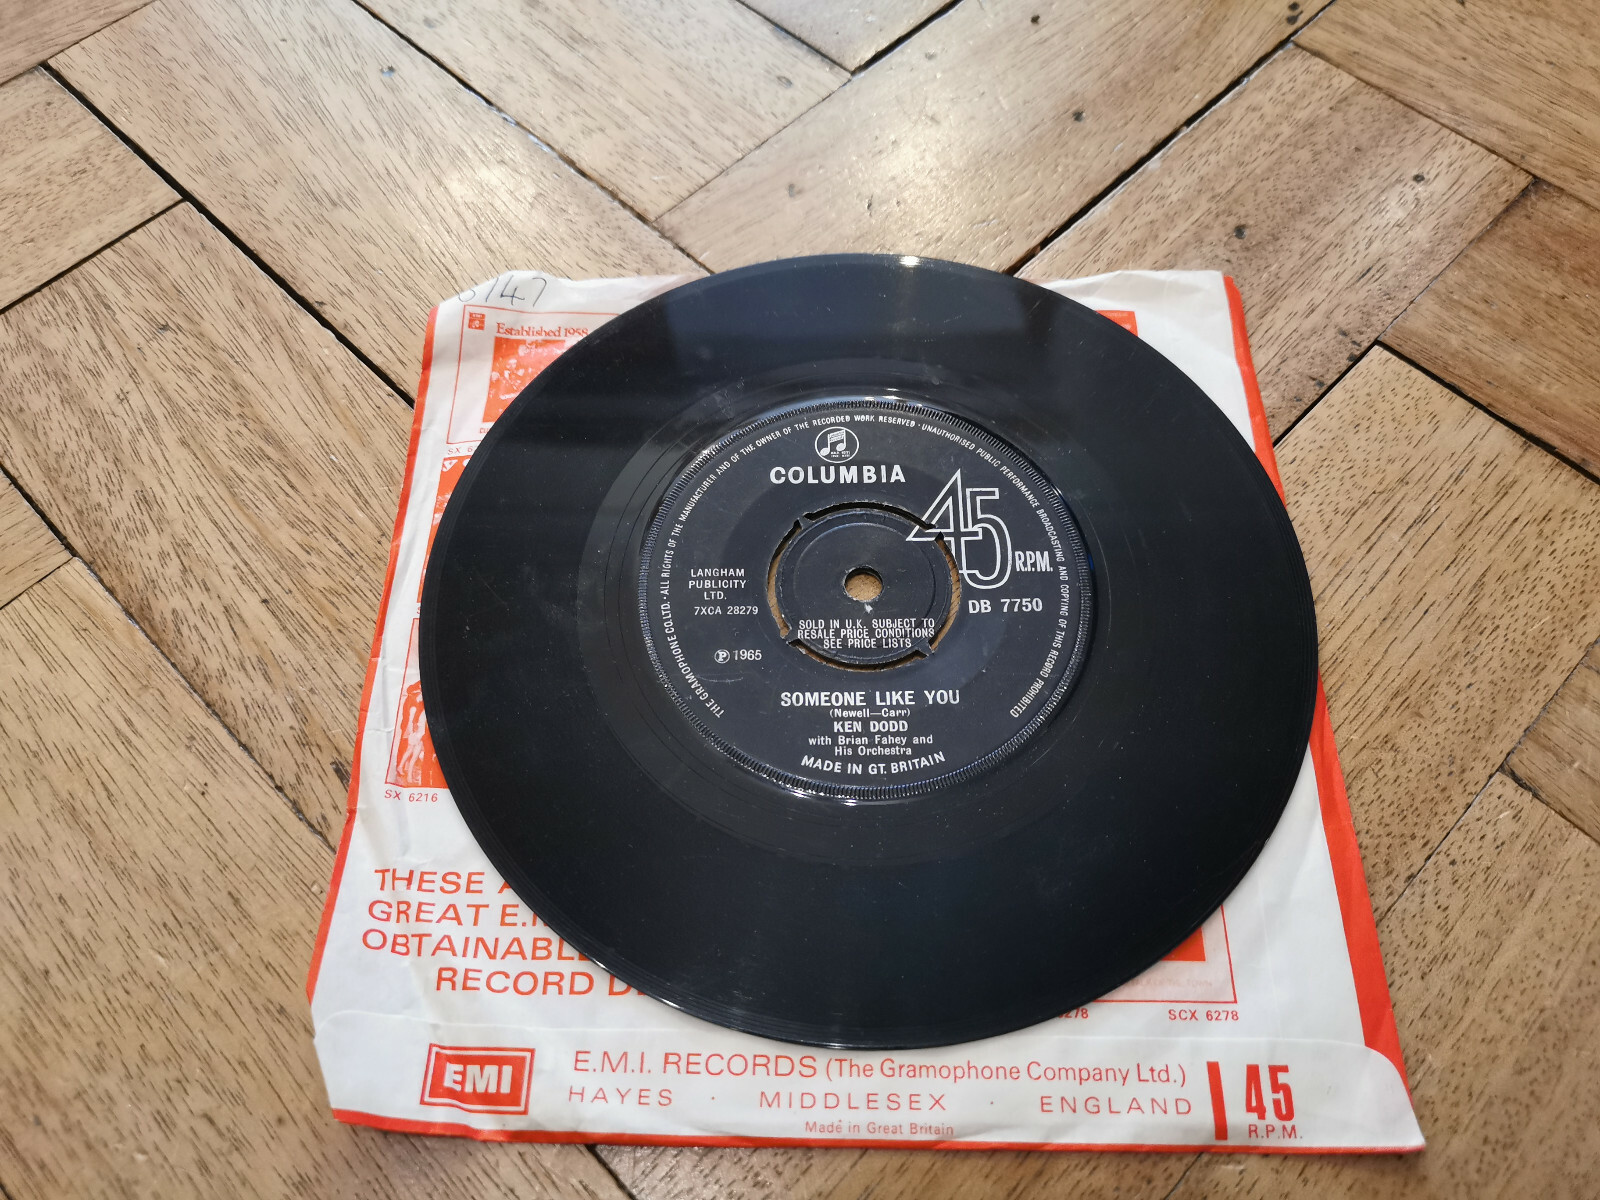 Established 1958
THE GRAMOPHONE CO. LTD. · ALL RIGHTS OF THE MANUFACTURER AND OF THE OWNER OF THE RECORDED WORK RESERVED · UNAUTHORISED PUBLIC PERFORMANCE BROADCASTING AND COPYING OF THIS RECORD PROHIBITED
COLUMBIA
45
R.P.M.
LANGHAM
PUBLICITY
LTD.
7XCA 28279
DB 7750
SOLD IN U.K. SUBJECT TO
RESALE PRICE CONDITIONS
SEE PRICE LISTS
Ⓟ 1965
SOMEONE LIKE YOU
(Newell—Carr)
KEN DODD
with Brian Fahey and
His Orchestra
MADE IN GT. BRITAIN
SX 6216
THESE
GREAT
OBTAINABLE
RECORD
SCX 6278
EMI
E.M.I. RECORDS (The Gramophone Company Ltd.)
HAYES · MIDDLESEX · ENGLAND
Made in Great Britain
45
R.P.M.